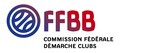 FFBB
COMMISSION FÉDÉRALE
DÉMARCHE CLUBS